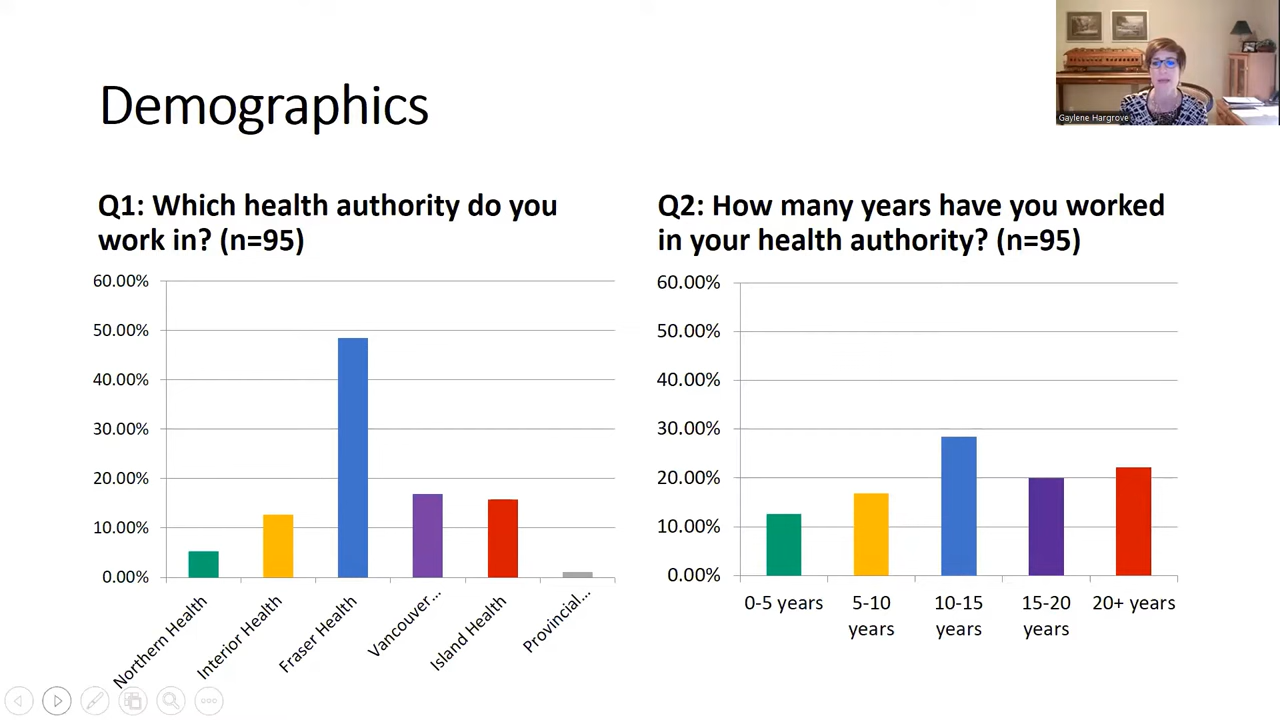 Demographics
Gaylene Hargrove
Q1: Which health authority do you
work in? (n=95)
60.00%
50.00%
40.00%
30.00%
20.00%
10.00%
0.00%
Northern Health
Interior Health
Fraser Health
Vancouver...
Island Health
Provincial...
Q2: How many years have you worked
in your health authority? (n=95)
60.00%
50.00%
40.00%
30.00%
20.00%
10.00%
0.00%
0-5 years
5-10
years
10-15
years
15-20
years
20+ years